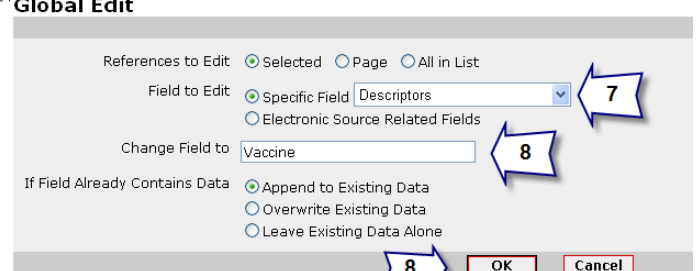 Global Edit
References to Edit Selected Page All in List
Field to Edit Specific Field Descriptors 7
Electronic Source Related Fields
Change Field to Vaccine 8
If Field Already Contains Data Append to Existing Data
Overwrite Existing Data
Leave Existing Data Alone
8 OK Cancel